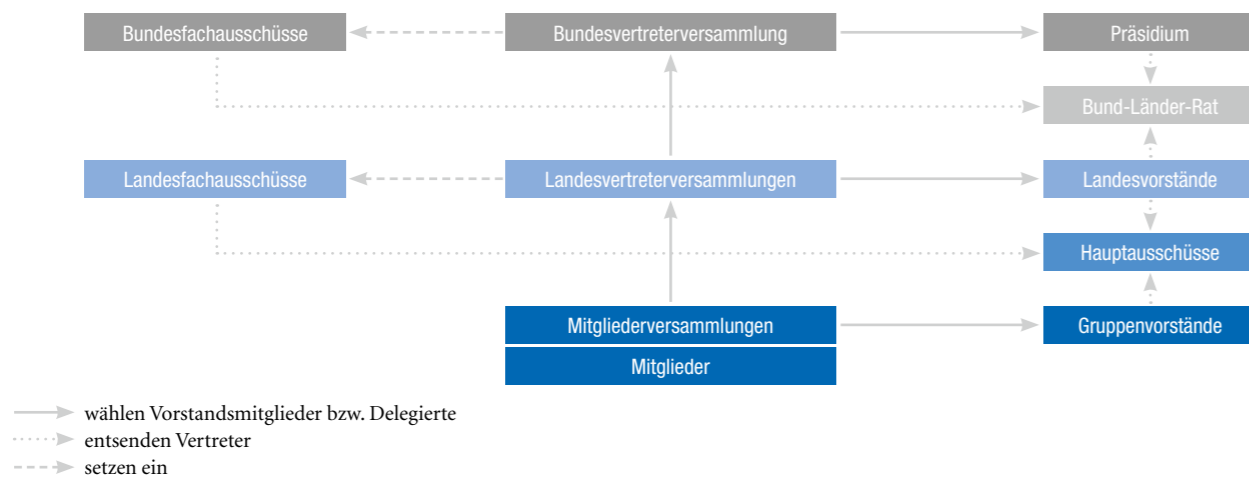 Bundesfachausschüsse
Bundesvertreterversammlung
Präsidium
Bund-Länder-Rat
Landesfachausschüsse
Landesvertreterversammlungen
Landesvorstände
Hauptausschüsse
Mitgliederversammlungen
Gruppenvorstände
Mitglieder
wählen Vorstandsmitglieder bzw. Delegierte
entsenden Vertreter
setzen ein